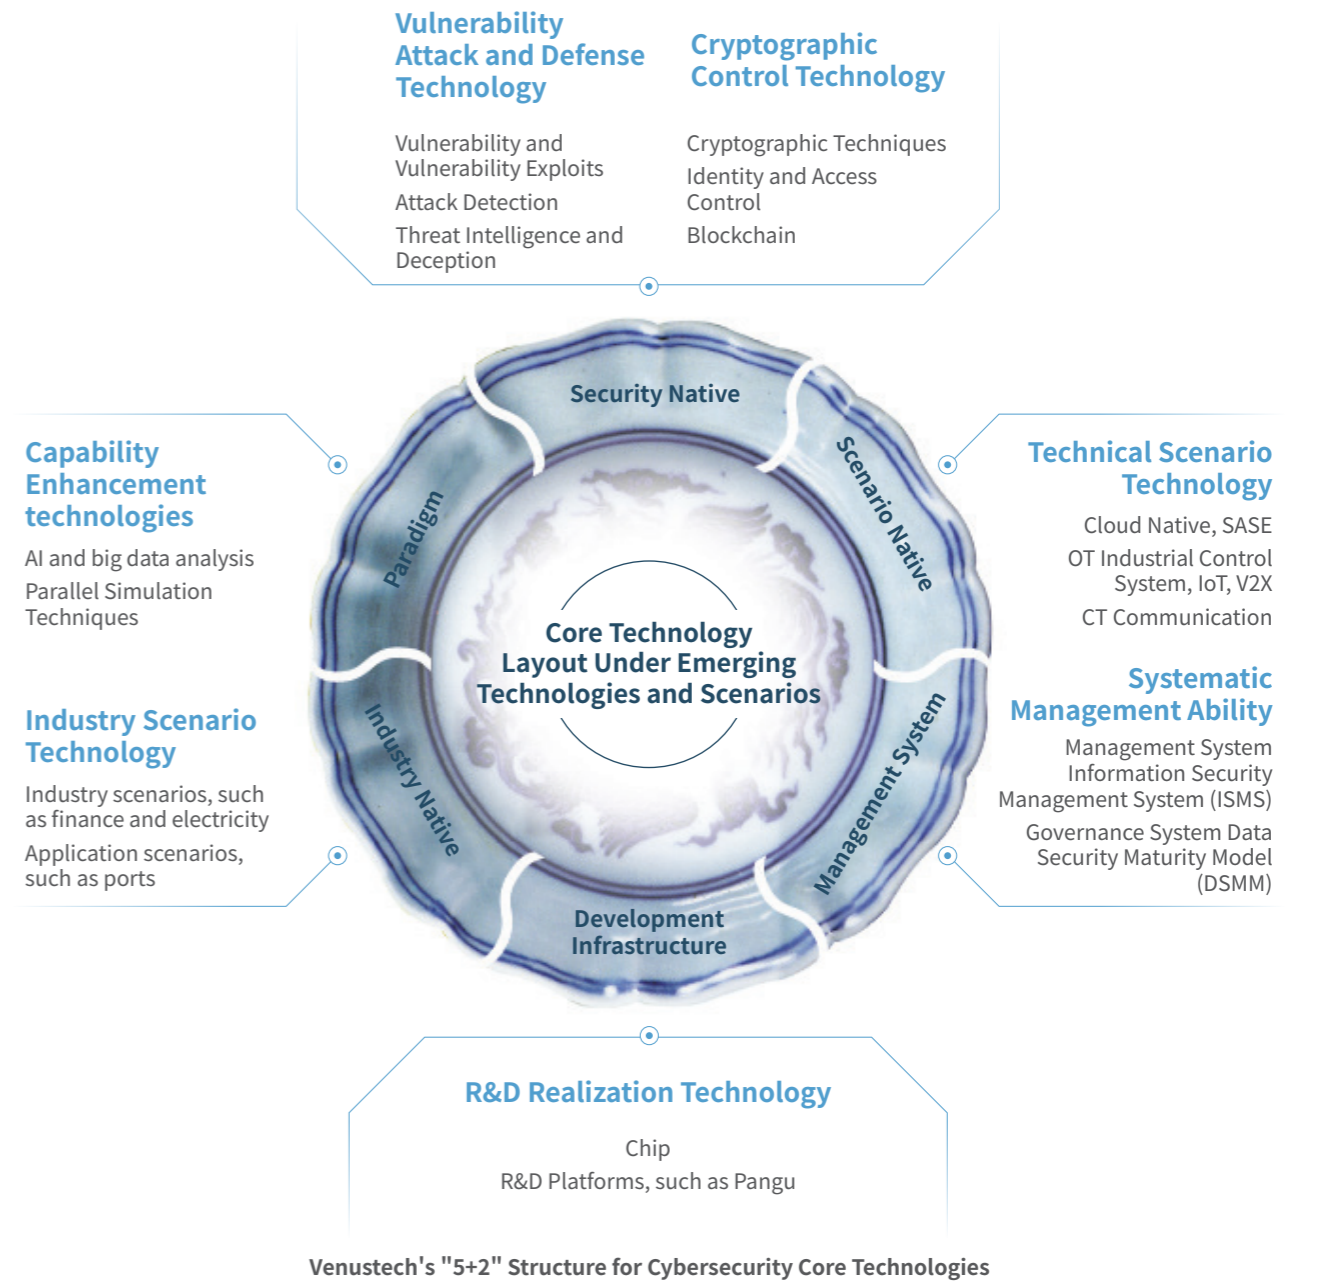 Vulnerability
Attack and Defense
Technology
Vulnerability and
Vulnerability Exploits
Attack Detection
Threat Intelligence and
Deception
Cryptographic
Control Technology
Cryptographic Techniques
Identity and Access
Control
Blockchain
Capability
Enhancement
technologies
AI and big data analysis
Parallel Simulation
Techniques
Industry Scenario
Technology
Industry scenarios, such
as finance and electricity
Application scenarios,
such as ports
Security Native
Scenario Native
Paradigm
Core Technology
Layout Under Emerging
Technologies and Scenarios
Industry Native
Management System
Development
Infrastructure
Technical Scenario
Technology
Cloud Native, SASE
OT Industrial Control
System, IoT, V2X
CT Communication
Systematic
Management Ability
Management System
Information Security
Management System (ISMS)
Governance System Data
Security Maturity Model
(DSMM)
R&D Realization Technology
Chip
R&D Platforms, such as Pangu
Venustech's "5+2" Structure for Cybersecurity Core Technologies